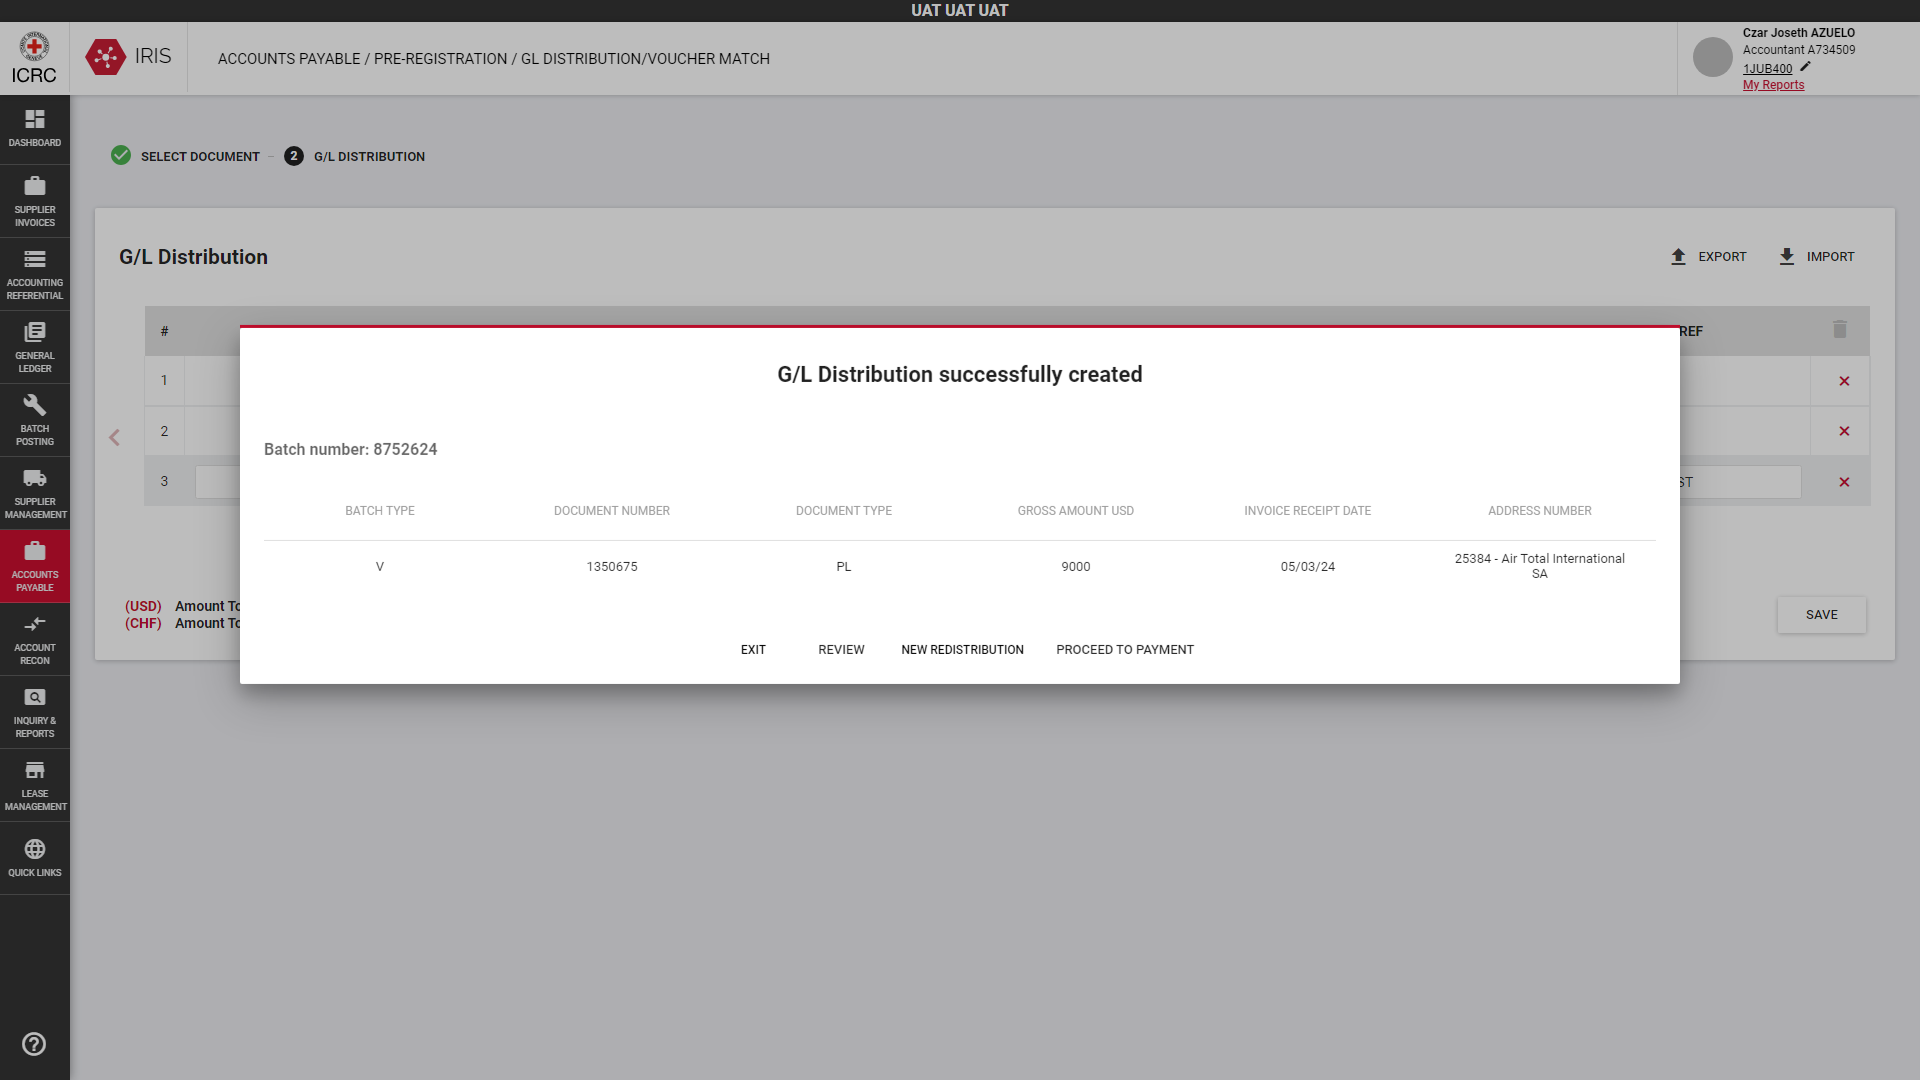 UAT UAT UAT
ICRC
IRIS
ACCOUNTS PAYABLE / PRE-REGISTRATION / GL DISTRIBUTION/VOUCHER MATCH
Czar Joseth AZUELO
Accountant A734509
1JUB400
My Reports
DASHBOARD
SUPPLIER
INVOICES
ACCOUNTING
REFERENTIAL
GENERAL
LEDGER
BATCH
POSTING
SUPPLIER
MANAGEMENT
ACCOUNTS
PAYABLE
ACCOUNT
RECON
INQUIRY &
REPORTS
LEASE
MANAGEMENT
QUICK LINKS
SELECT DOCUMENT
2 G/L DISTRIBUTION
G/L Distribution
EXPORT
IMPORT
# REF
1
2
3 ST
(USD) Amount To
(CHF) Amount To
SAVE
G/L Distribution successfully created
Batch number: 8752624
BATCH TYPE DOCUMENT NUMBER DOCUMENT TYPE GROSS AMOUNT USD INVOICE RECEIPT DATE ADDRESS NUMBER
V 1350675 PL 9000 05/03/24 25384 - Air Total International
SA
EXIT REVIEW NEW REDISTRIBUTION PROCEED TO PAYMENT